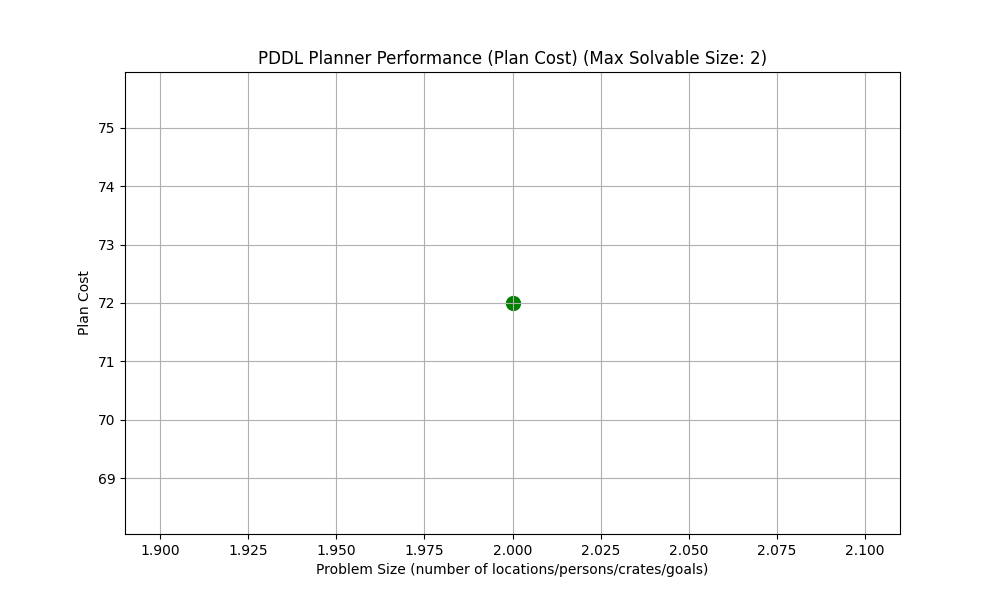 PDDL Planner Performance (Plan Cost) (Max Solvable Size: 2)
75
74
73
72
71
70
69
Plan Cost
1.900 1.925 1.950 1.975 2.000 2.025 2.050 2.075 2.100
Problem Size (number of locations/persons/crates/goals)